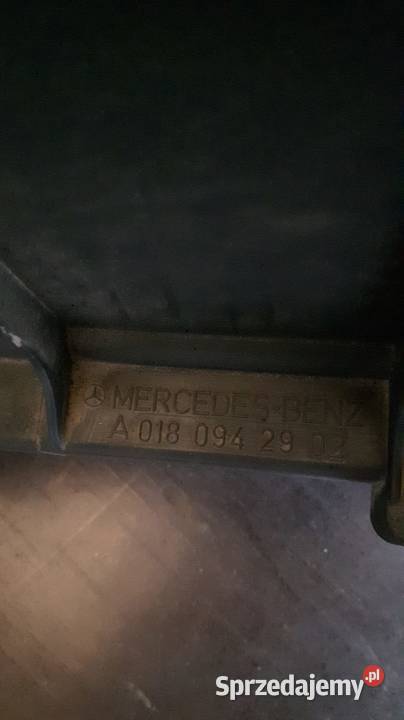 MERCEDES-BENZ
A 018 094 29 02
Sprzedajemy.pl